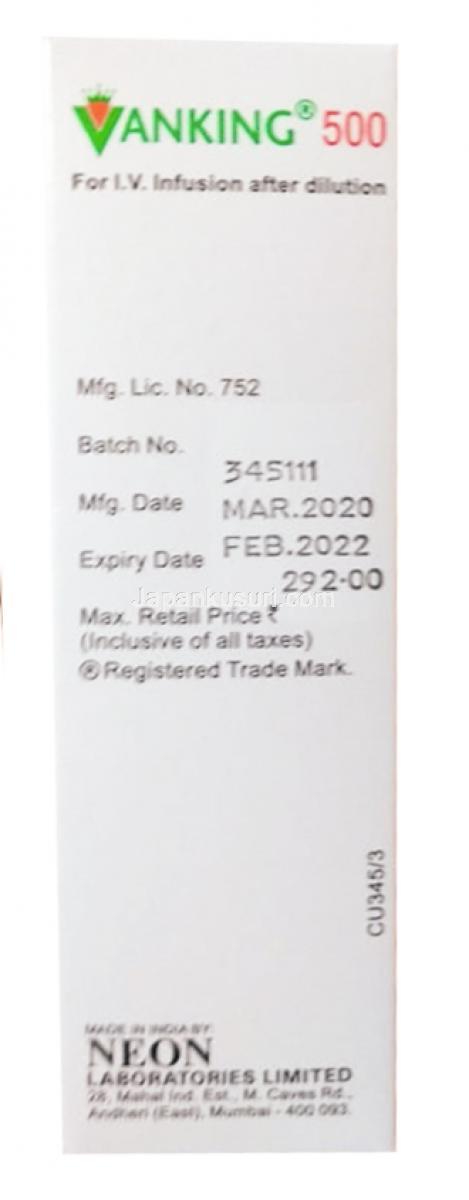 VANKING® 500
For I.V. Infusion after dilution
Mfg. Lic. No. 752
Batch No. 345111
Mfg. Date MAR.2020
Expiry Date FEB.2022
292-00
Japankusuri.com
Max. Retail Price ₹
(Inclusive of all taxes)
® Registered Trade Mark.
CU345/3
MADE IN INDIA BY:
NEON
LABORATORIES LIMITED
28, Mahal Ind. Est., M. Caves Rd.,
Andheri (East), Mumbai - 400 093.